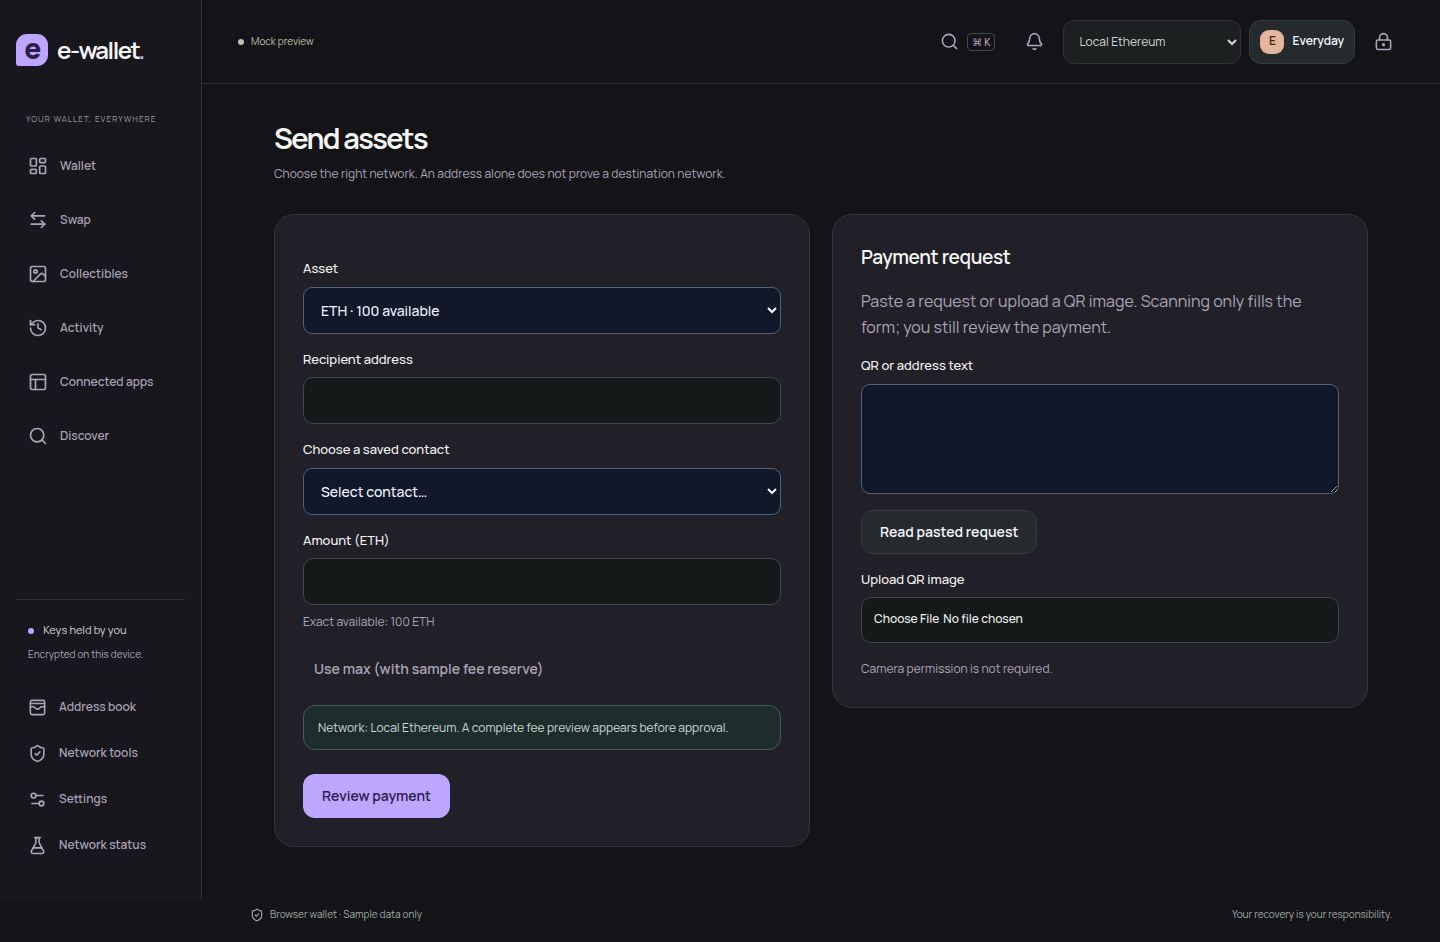 e e-wallet.
YOUR WALLET, EVERYWHERE
Wallet
Swap
Collectibles
Activity
Connected apps
Discover
Keys held by you
Encrypted on this device.
Address book
Network tools
Settings
Network status
Mock preview
⌘ K
Local Ethereum
E Everyday
Send assets
Choose the right network. An address alone does not prove a destination network.
Asset
ETH · 100 available
Recipient address
Choose a saved contact
Select contact...
Amount (ETH)
Exact available: 100 ETH
Use max (with sample fee reserve)
Network: Local Ethereum. A complete fee preview appears before approval.
Review payment
Payment request
Paste a request or upload a QR image. Scanning only fills the
form; you still review the payment.
QR or address text
Read pasted request
Upload QR image
Choose File No file chosen
Camera permission is not required.
Browser wallet · Sample data only
Your recovery is your responsibility.